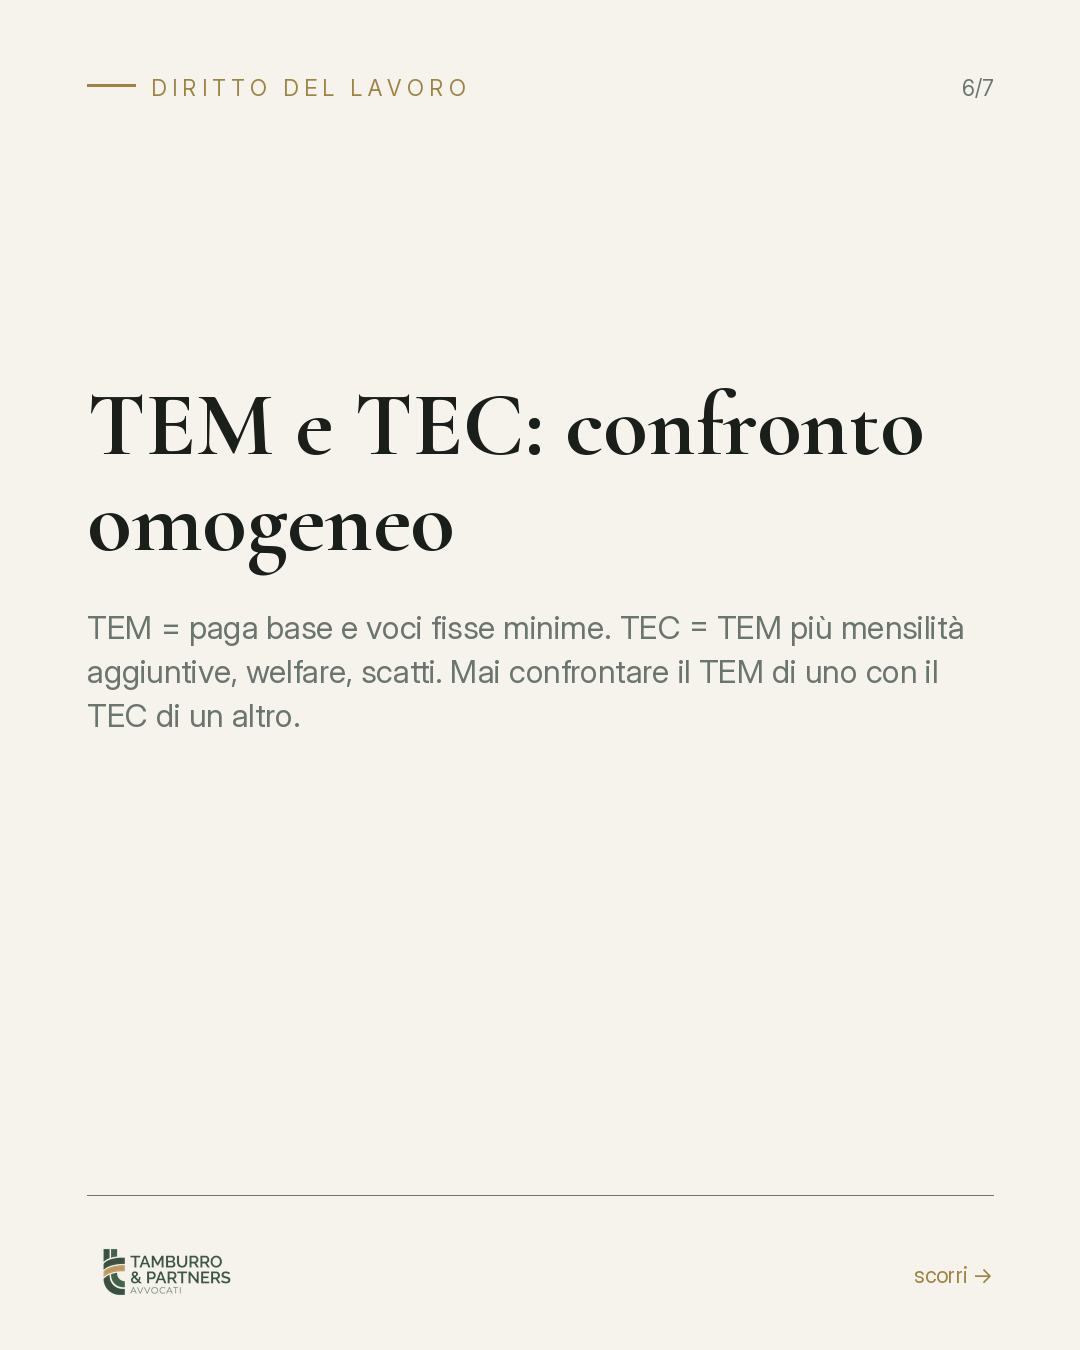 DIRITTO DEL LAVORO
6/7
TEM e TEC: confronto
omogeneo
TEM = paga base e voci fisse minime. TEC = TEM più mensilità
aggiuntive, welfare, scatti. Mai confrontare il TEM di uno con il
TEC di un altro.
TAMBURRO
& PARTNERS
AVVOCATI
scorri →